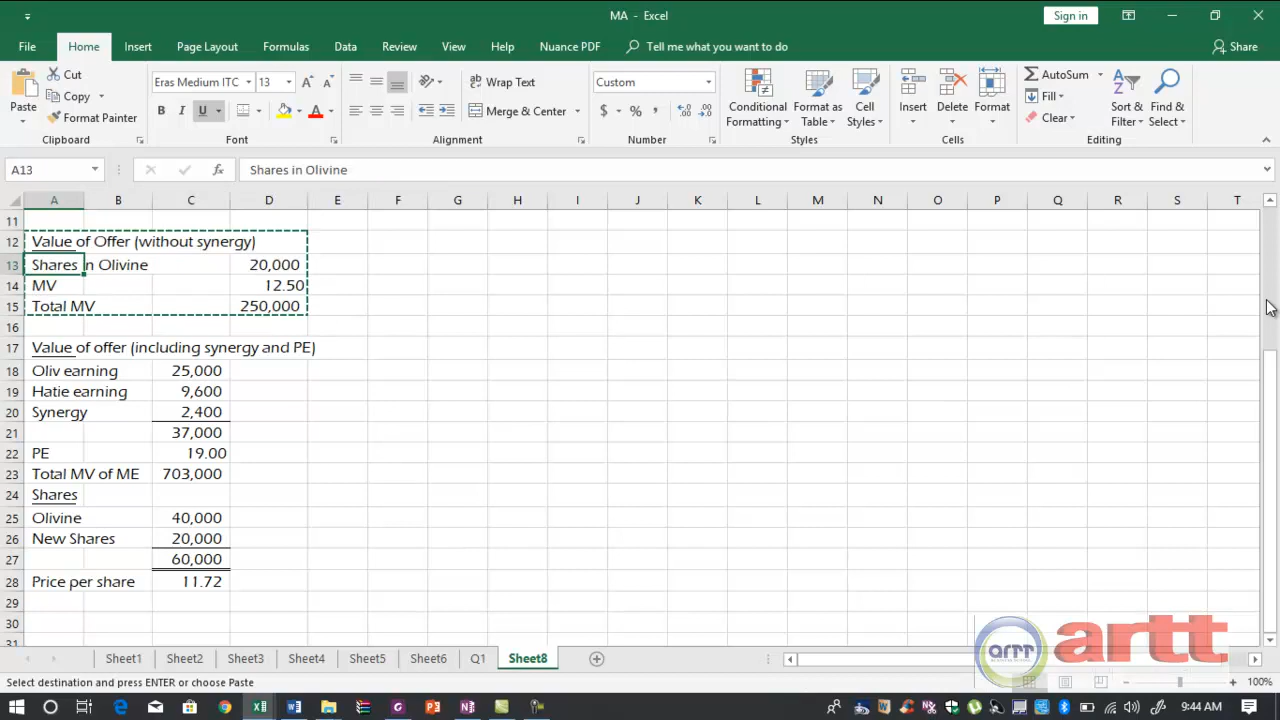 MA - Excel
Sign in
File Home Insert Page Layout Formulas Data Review View Help Nuance PDF Tell me what you want to do Share
Paste
Cut
Copy
Format Painter
Clipboard
Eras Medium ITC 13
B I U
Font
Wrap Text
Merge & Center
Alignment
Custom
$ % ,
Number
Conditional Formatting
Format as Table
Cell Styles
Styles
Insert Delete Format
Cells
AutoSum
Fill
Clear
Sort & Filter
Find & Select
Editing
A13 fx Shares in Olivine
A B C D E F G H I J K L M N O P Q R S T
11
12 Value of Offer (without synergy)
13 Shares in Olivine 20,000
14 MV 12.50
15 Total MV 250,000
16
17 Value of offer (including synergy and PE)
18 Oliv earning 25,000
19 Hatie earning 9,600
20 Synergy 2,400
21 37,000
22 PE 19.00
23 Total MV of ME 703,000
24 Shares
25 Olivine 40,000
26 New Shares 20,000
27 60,000
28 Price per share 11.72
29
30
31
artt artt
Sheet1 Sheet2 Sheet3 Sheet4 Sheet5 Sheet6 Q1 Sheet8
Select destination and press ENTER or choose Paste 100%
9:44 AM